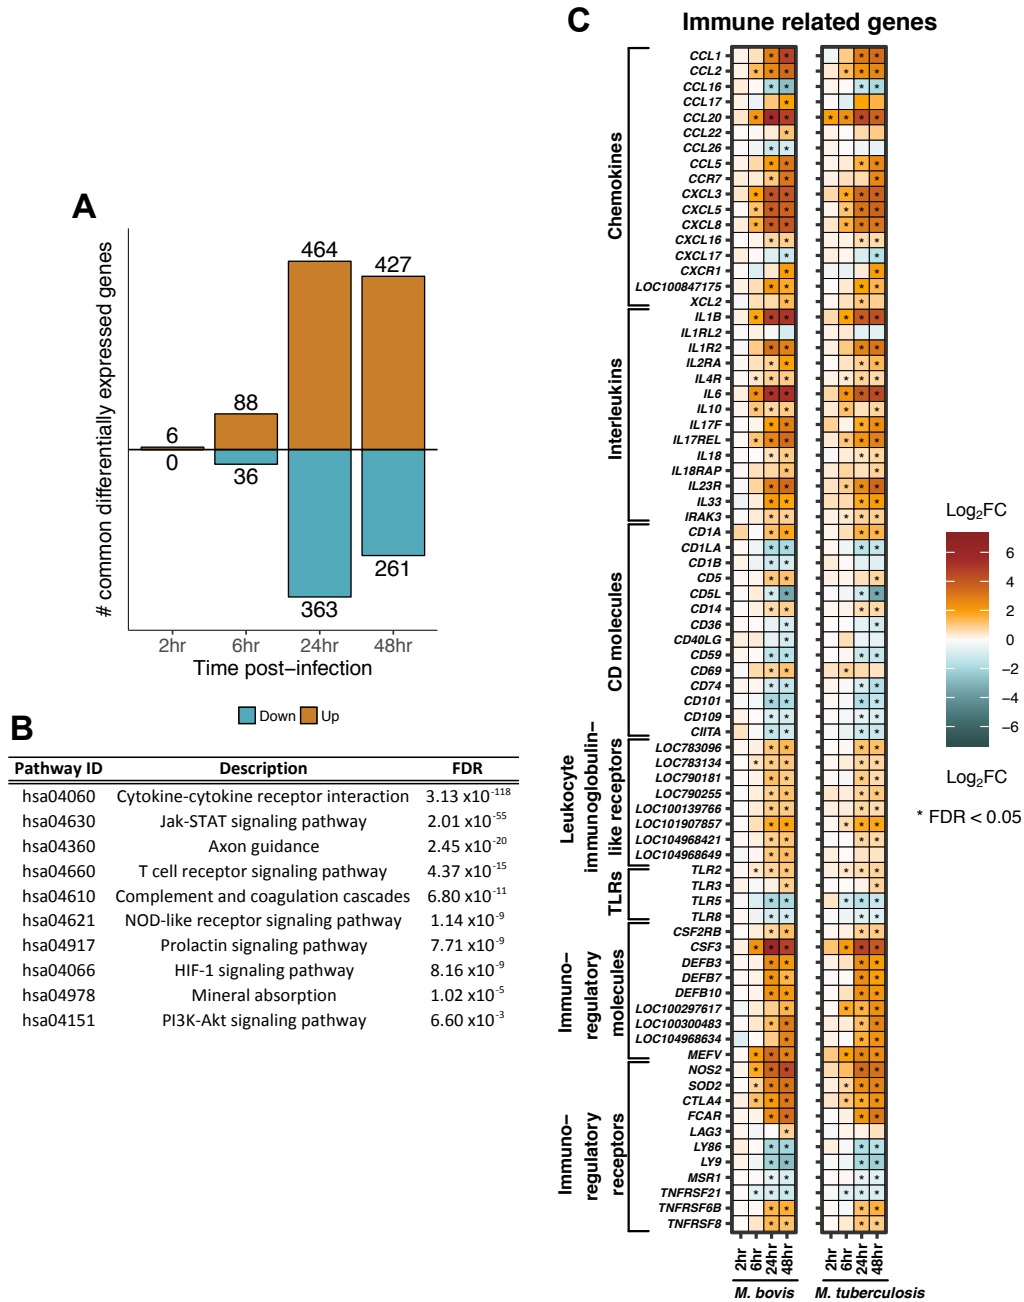 A
# common differentially expressed genes
6
0
88
36
464
363
427
261
2hr
6hr
24hr
48hr
Time post–infection
Down
Up
B
Pathway ID Description FDR
hsa04060 Cytokine-cytokine receptor interaction 3.13 x10-118
hsa04630 Jak-STAT signaling pathway 2.01 x10-55
hsa04360 Axon guidance 2.45 x10-20
hsa04660 T cell receptor signaling pathway 4.37 x10-15
hsa04610 Complement and coagulation cascades 6.80 x10-11
hsa04621 NOD-like receptor signaling pathway 1.14 x10-9
hsa04917 Prolactin signaling pathway 7.71 x10-9
hsa04066 HIF-1 signaling pathway 8.16 x10-9
hsa04978 Mineral absorption 1.02 x10-5
hsa04151 PI3K-Akt signaling pathway 6.60 x10-3
C
Immune related genes
Chemokines
CCL1
CCL2
CCL16
CCL17
CCL20
CCL22
CCL26
CCL5
CCR7
CXCL3
CXCL5
CXCL8
CXCL16
CXCL17
CXCR1
LOC100847175
XCL2
Interleukins
IL1B
IL1RL2
IL1R2
IL2RA
IL4R
IL6
IL10
IL17F
IL17REL
IL18
IL18RAP
IL23R
IL33
IRAK3
CD molecules
CD1A
CD1LA
CD1B
CD5
CD5L
CD14
CD36
CD40LG
CD59
CD69
CD74
CD101
CD109
CIITA
Leukocyte
immunoglobulin–
like receptors
LOC783096
LOC783134
LOC790181
LOC790255
LOC100139766
LOC101907857
LOC104968421
LOC104968649
TLRs
TLR2
TLR3
TLR5
TLR8
Immuno–
regulatory
molecules
CSF2RB
CSF3
DEFB3
DEFB7
DEFB10
LOC100297617
LOC100300483
LOC104968634
MEFV
Immuno–
regulatory
receptors
NOS2
SOD2
CTLA4
FCAR
LAG3
LY86
LY9
MSR1
TNFRSF21
TNFRSF6B
TNFRSF8
2hr
6hr
24hr
48hr
M. bovis
2hr
6hr
24hr
48hr
M. tuberculosis
Log2FC
6
4
2
0
−2
−4
−6
Log2FC
* FDR < 0.05